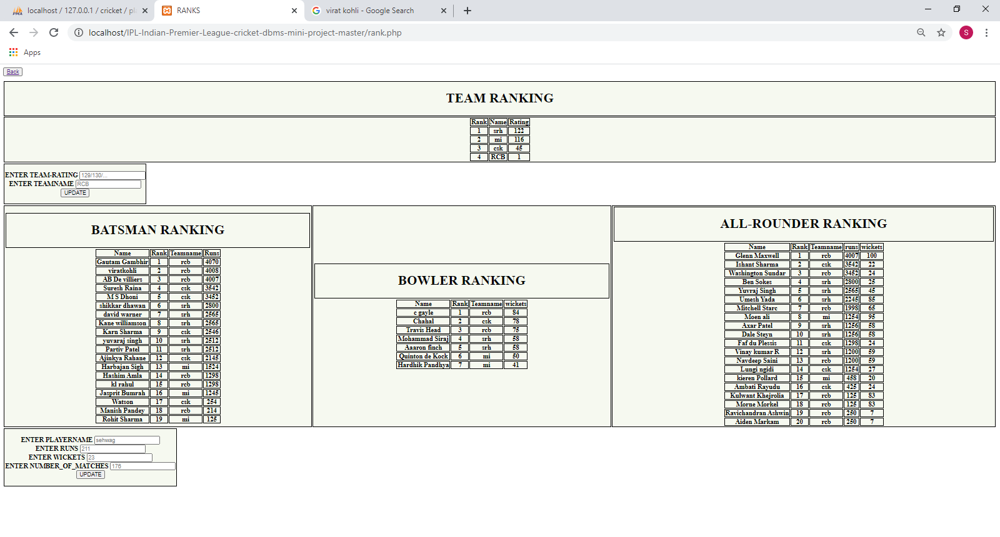 localhost / 127.0.0.1 / cricket / pl
RANKS
virat kohli - Google Search
localhost/IPL-Indian-Premier-League-cricket-dbms-mini-project-master/rank.php
S
Apps
Back
TEAM RANKING
Rank Name Rating
1 srh 122
2 mi 116
3 csk 45
4 RCB 1
ENTER TEAM-RATING 129/130/...
ENTER TEAMNAME RCB
UPDATE
BATSMAN RANKING
Name Rank Teamname Runs
Gautam Gambhir 1 rcb 4070
viratkohli 2 rcb 4008
AB De villiers 3 rcb 4007
Suresh Raina 4 csk 3542
M S Dhoni 5 csk 3452
shikkar dhawan 6 srh 2800
david warner 7 srh 2565
Kane williamson 8 srh 2565
Karn Sharma 9 csk 2546
yuvaraj singh 10 srh 2512
Partiv Patel 11 srh 2512
Ajinkya Rahane 12 csk 2145
Harbajan Sigh 13 mi 1524
Hashim Amla 14 rcb 1298
kl rahul 15 rcb 1298
Jasprit Bumrah 16 mi 1245
Watson 17 csk 254
Manish Pandey 18 rcb 214
Rohit Sharma 19 mi 125
BOWLER RANKING
Name Rank Teamname wickets
c gayle 1 rcb 84
Chahal 2 csk 78
Travis Head 3 rcb 75
Mohammad Siraj 4 srh 58
Aaaron finch 5 srh 58
Quinton de Kock 6 mi 50
Hardhik Pandhya 7 mi 41
ALL-ROUNDER RANKING
Name Rank Teamname runs wickets
Glenn Maxwell 1 rcb 4007 100
Ishant Sharma 2 csk 3542 22
Washington Sundar 3 rcb 3452 24
Ben Sokes 4 srh 2800 25
Yuvraj Singh 5 srh 2565 45
Umesh Yada 6 srh 2245 85
Mitchell Starc 7 rcb 1998 65
Moen ali 8 mi 1254 95
Axar Patel 9 srh 1256 58
Dale Steyn 10 srh 1256 58
Faf du Plessis 11 csk 1298 24
Vinay kumar R 12 srh 1200 59
Navdeep Saini 13 rcb 1200 59
Lungi ngidi 14 csk 1254 27
kieren Pollard 15 mi 458 20
Ambati Rayudu 16 csk 425 24
Kulwant Khejrolia 17 rcb 125 83
Morne Morkel 18 rcb 125 83
Ravichandran Ashwin 19 rcb 250 7
Aiden Markam 20 rcb 250 7
ENTER PLAYERNAME sehwag
ENTER RUNS 211
ENTER WICKETS 23
ENTER NUMBER_OF_MATCHES 176
UPDATE